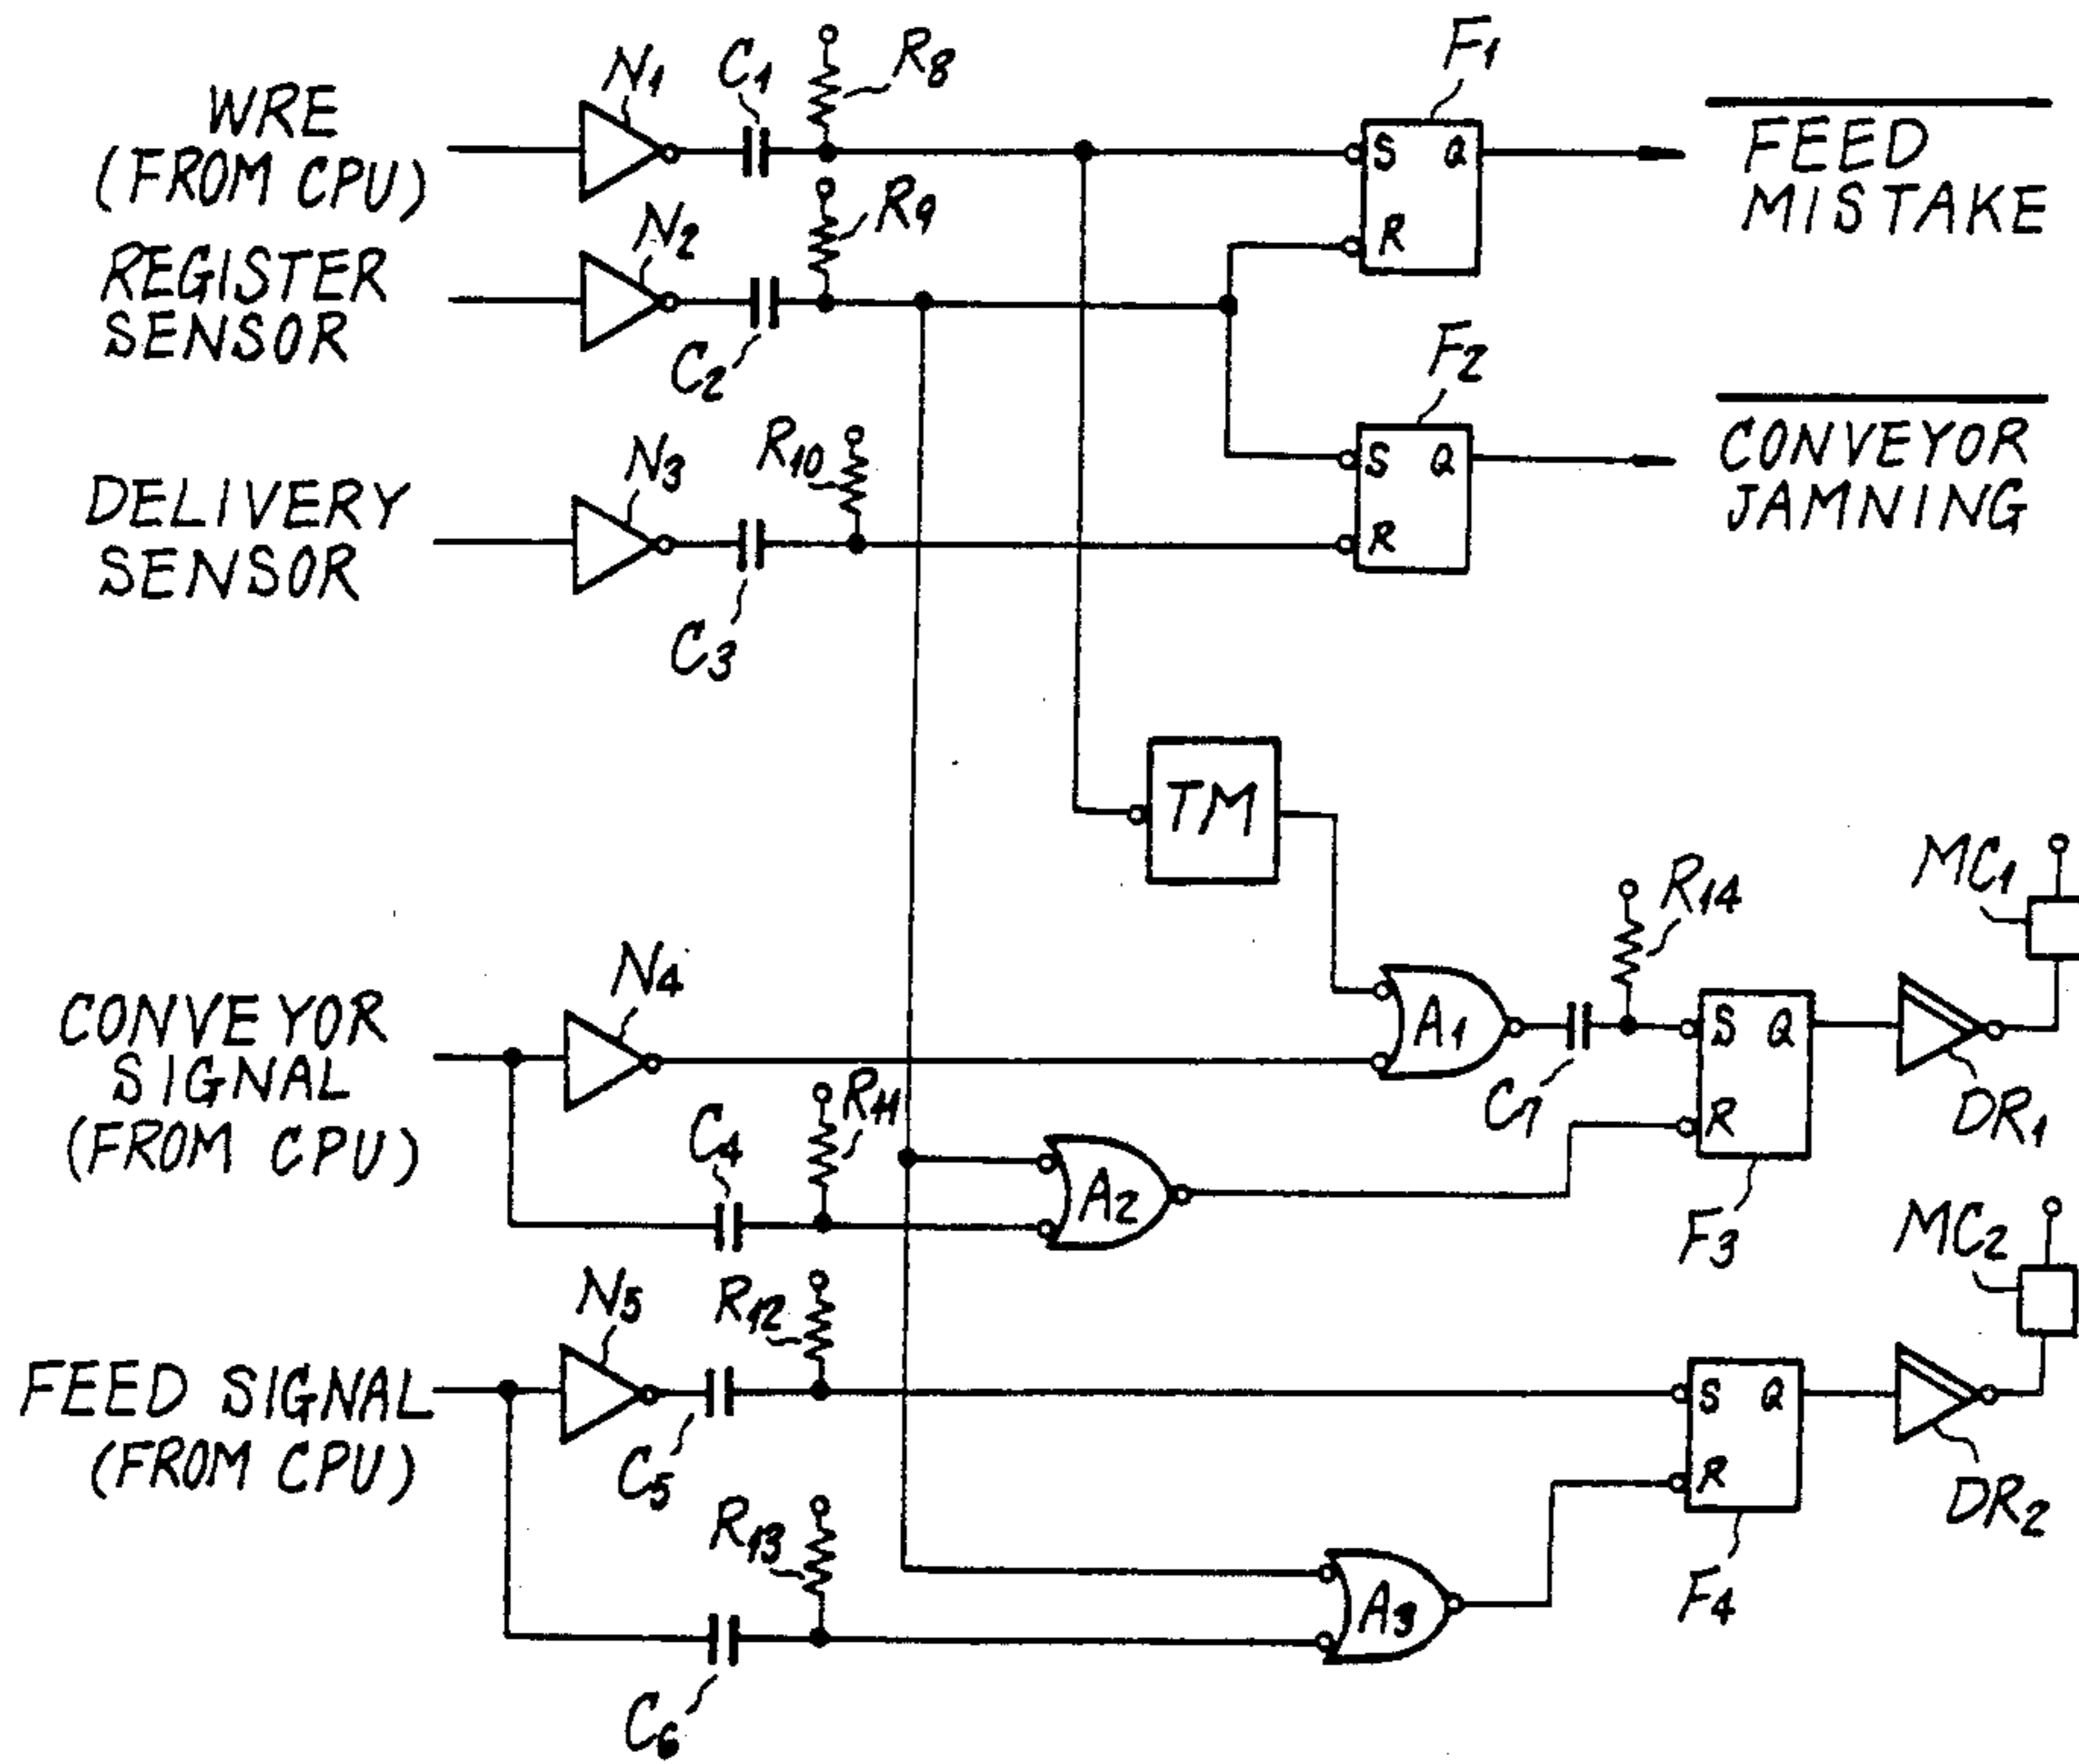 WRE
(FROM CPU)
N1
C1
R8
F1
S Q
R
FEED
MISTAKE
REGISTER
SENSOR
N2
C2
R9
F2
S Q
R
CONVEYOR
JAMNING
DELIVERY
SENSOR
N3
C3
R10
TM
CONVEYOR
SIGNAL
(FROM CPU)
N4
A1
C7
R14
S Q
R
F3
DR1
MC1
C4
R11
A2
FEED SIGNAL
(FROM CPU)
N5
C5
R12
S Q
R
F4
DR2
MC2
R13
C6
A3